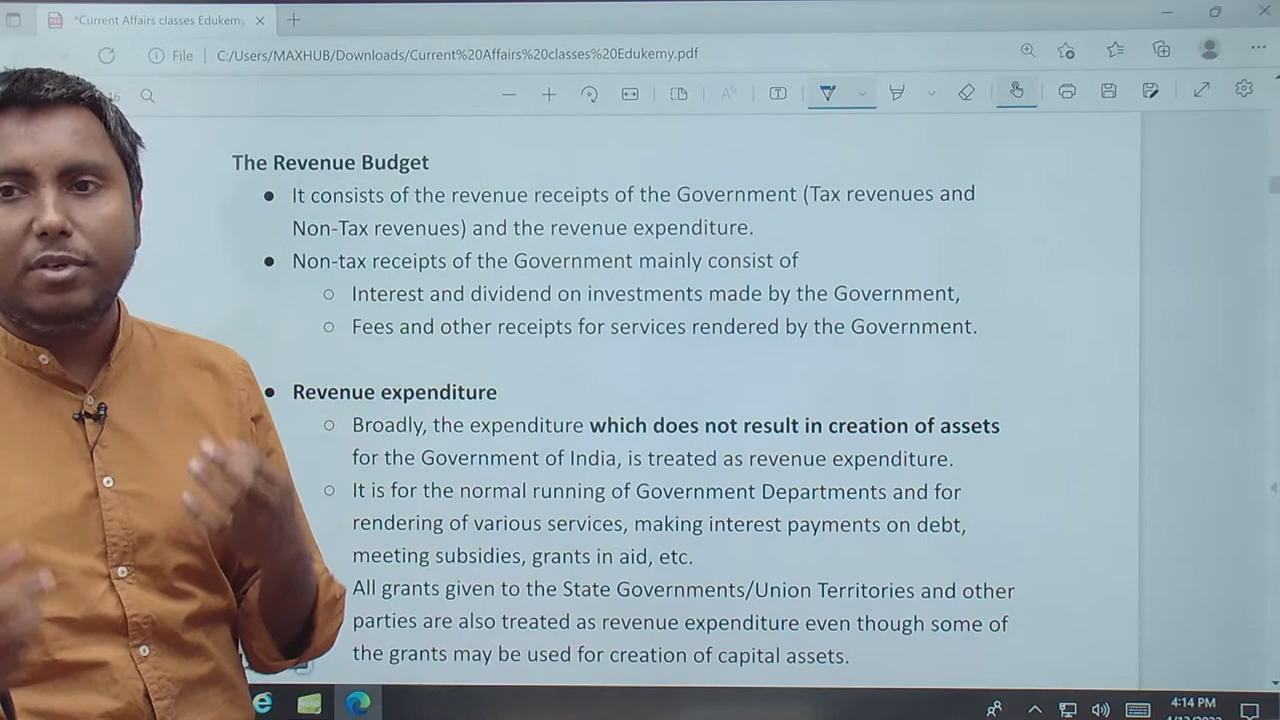 *Current Affairs classes Edukemy
File
C:/Users/MAXHUB/Downloads/Current%20Affairs%20classes%20Edukemy.pdf
The Revenue Budget
● It consists of the revenue receipts of the Government (Tax revenues and
Non-Tax revenues) and the revenue expenditure.
● Non-tax receipts of the Government mainly consist of
○ Interest and dividend on investments made by the Government,
○ Fees and other receipts for services rendered by the Government.
● Revenue expenditure
○ Broadly, the expenditure which does not result in creation of assets
for the Government of India, is treated as revenue expenditure.
○ It is for the normal running of Government Departments and for
rendering of various services, making interest payments on debt,
meeting subsidies, grants in aid, etc.
All grants given to the State Governments/Union Territories and other
parties are also treated as revenue expenditure even though some of
the grants may be used for creation of capital assets.
4:14 PM